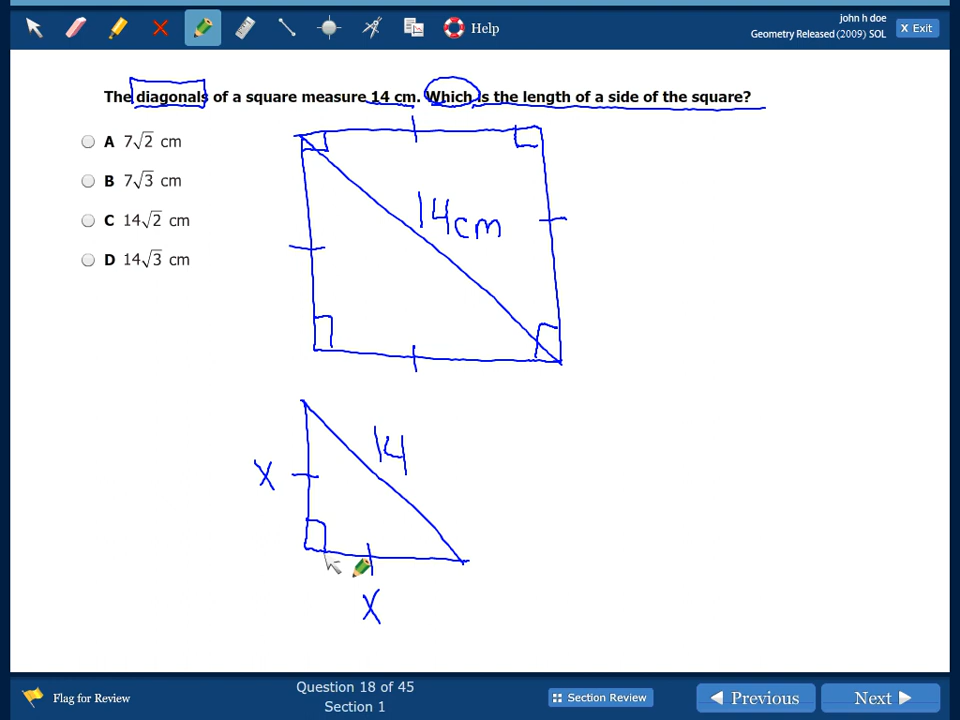 john h doe
Geometry Released (2009) SOL
X Exit
Help
The diagonals of a square measure 14 cm. Which is the length of a side of the square?
A 7√2 cm
B 7√3 cm
C 14√2 cm
D 14√3 cm
14cm
14
X
X
Flag for Review
Question 18 of 45
Section 1
Section Review
Previous
Next